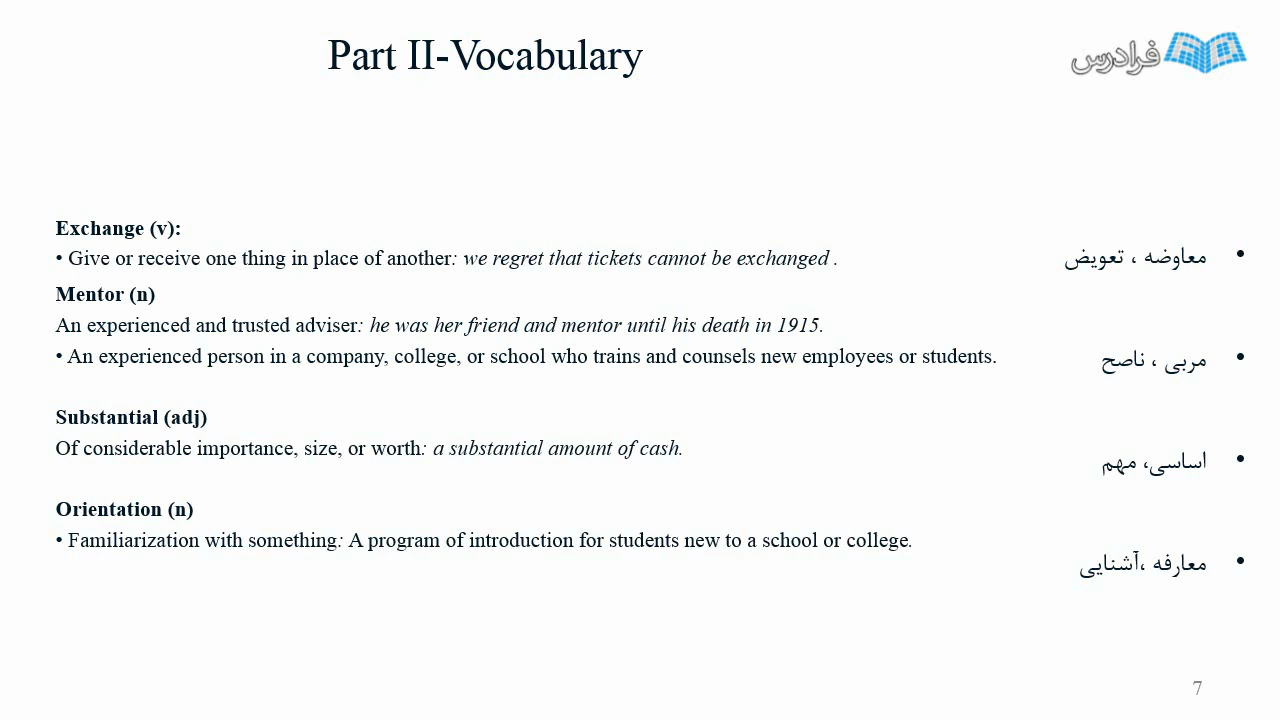 Part II-Vocabulary
فرادرس
Exchange (v):
• Give or receive one thing in place of another: we regret that tickets cannot be exchanged .
• معاوضه ، تعویض
Mentor (n)
An experienced and trusted adviser: he was her friend and mentor until his death in 1915.
• An experienced person in a company, college, or school who trains and counsels new employees or students.
• مربی ، ناصح
Substantial (adj)
Of considerable importance, size, or worth: a substantial amount of cash.
• اساسی، مهم
Orientation (n)
• Familiarization with something: A program of introduction for students new to a school or college.
• معارفه ،آشنایی
7